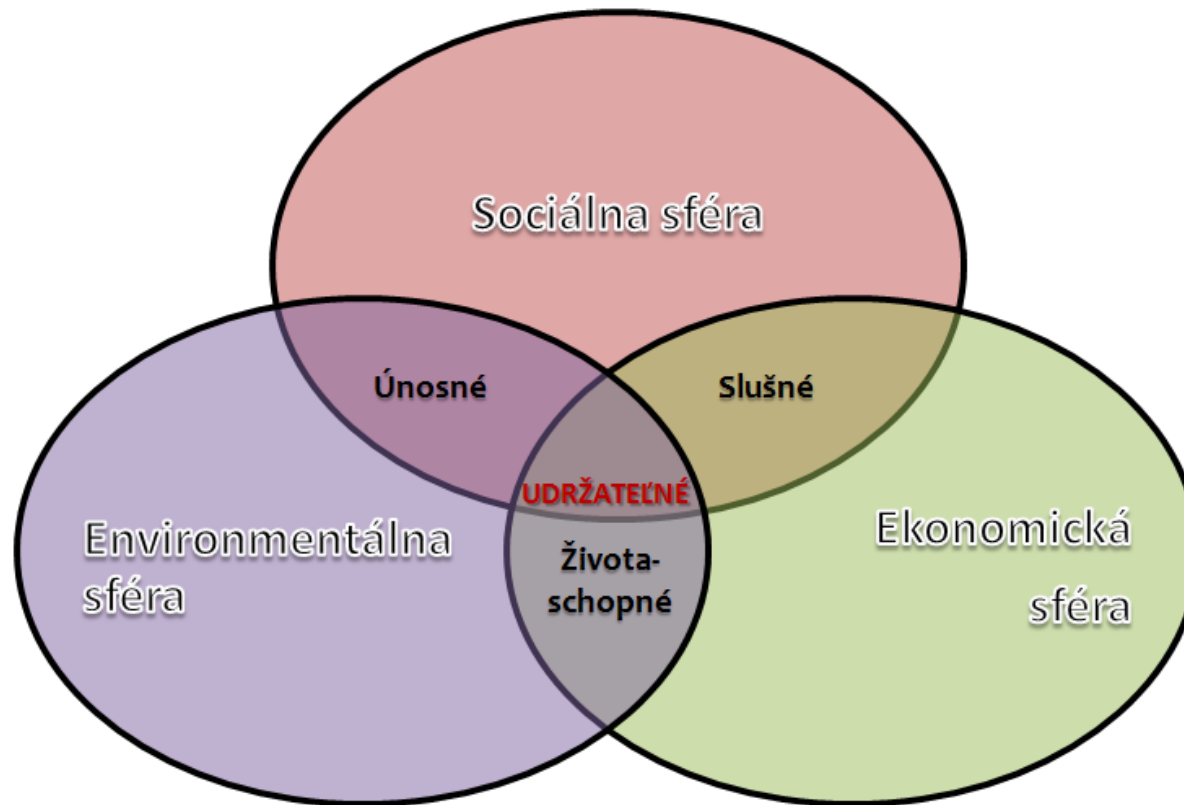 Sociálna sféra
Únosné
Slušné
UDRŽATEĽNÉ
Environmentálna
sféra
Života-
schopné
Ekonomická
sféra